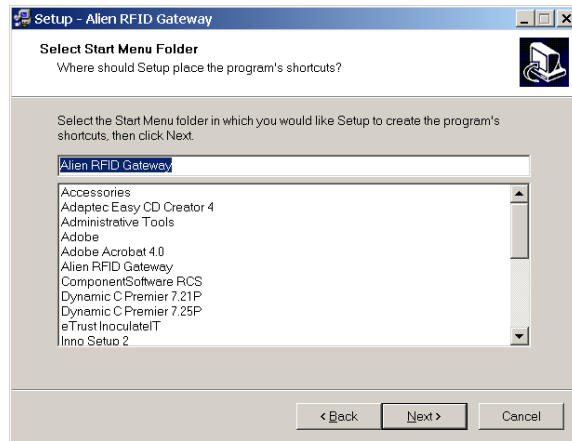 Setup - Alien RFID Gateway
Select Start Menu Folder
Where should Setup place the program's shortcuts?
Select the Start Menu folder in which you would like Setup to create the program's
shortcuts, then click Next.
Alien RFID Gateway
Accessories
Adaptec Easy CD Creator 4
Administrative Tools
Adobe
Adobe Acrobat 4.0
Alien RFID Gateway
ComponentSoftware RCS
Dynamic C Premier 7.21P
Dynamic C Premier 7.25P
eTrust InoculateIT
Inno Setup 2
< Back Next > Cancel